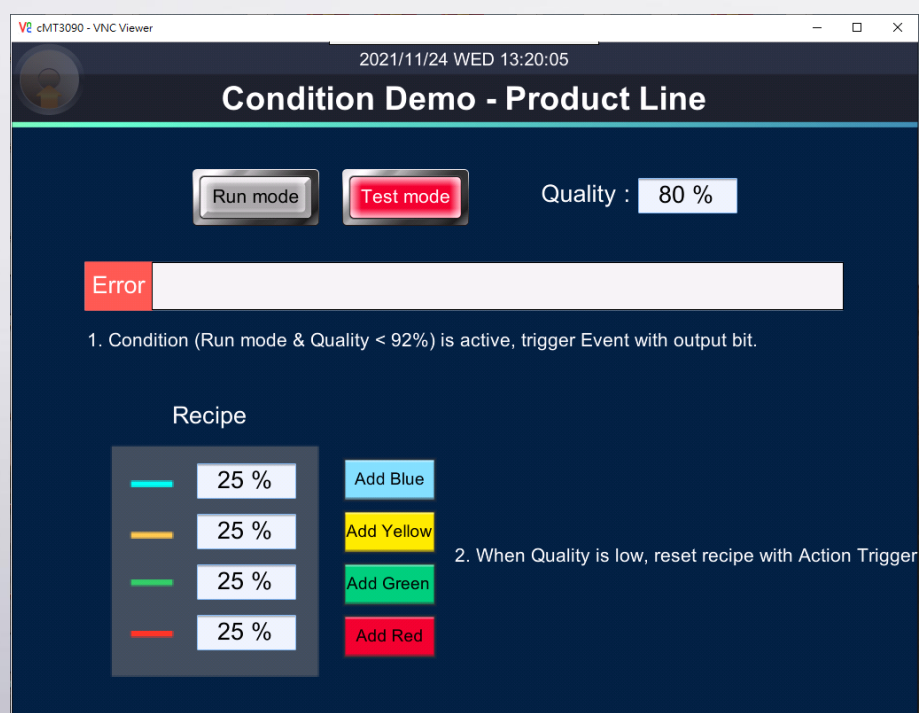 cMT3090 - VNC Viewer
2021/11/24 WED 13:20:05
Condition Demo - Product Line
Run mode
Test mode
Quality : 80 %
Error
1. Condition (Run mode & Quality < 92%) is active, trigger Event with output bit.
Recipe
25 % Add Blue
25 % Add Yellow
2. When Quality is low, reset recipe with Action Trigger
25 % Add Green
25 % Add Red